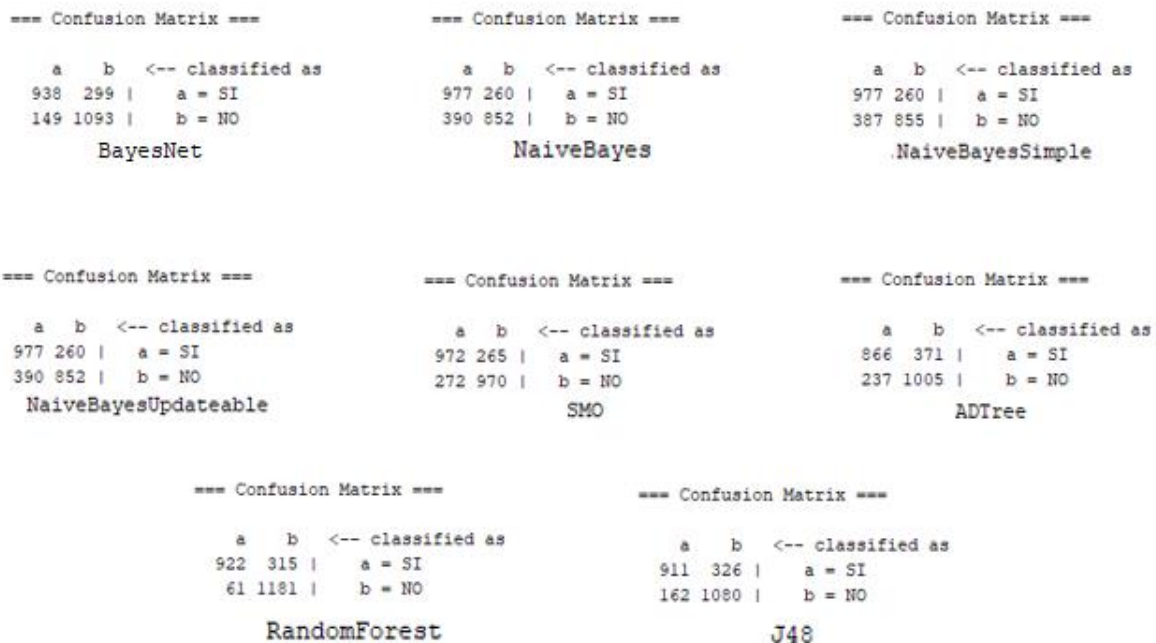 === Confusion Matrix ===
a b <-- classified as
938 299 | a = SI
149 1093 | b = NO
BayesNet
=== Confusion Matrix ===
a b <-- classified as
977 260 | a = SI
390 852 | b = NO
NaiveBayes
=== Confusion Matrix ===
a b <-- classified as
977 260 | a = SI
387 855 | b = NO
.NaiveBayesSimple
=== Confusion Matrix ===
a b <-- classified as
977 260 | a = SI
390 852 | b = NO
NaiveBayesUpdateable
=== Confusion Matrix ===
a b <-- classified as
972 265 | a = SI
272 970 | b = NO
SMO
=== Confusion Matrix ===
a b <-- classified as
866 371 | a = SI
237 1005 | b = NO
ADTree
=== Confusion Matrix ===
a b <-- classified as
922 315 | a = SI
61 1181 | b = NO
RandomForest
=== Confusion Matrix ===
a b <-- classified as
911 326 | a = SI
162 1080 | b = NO
J48